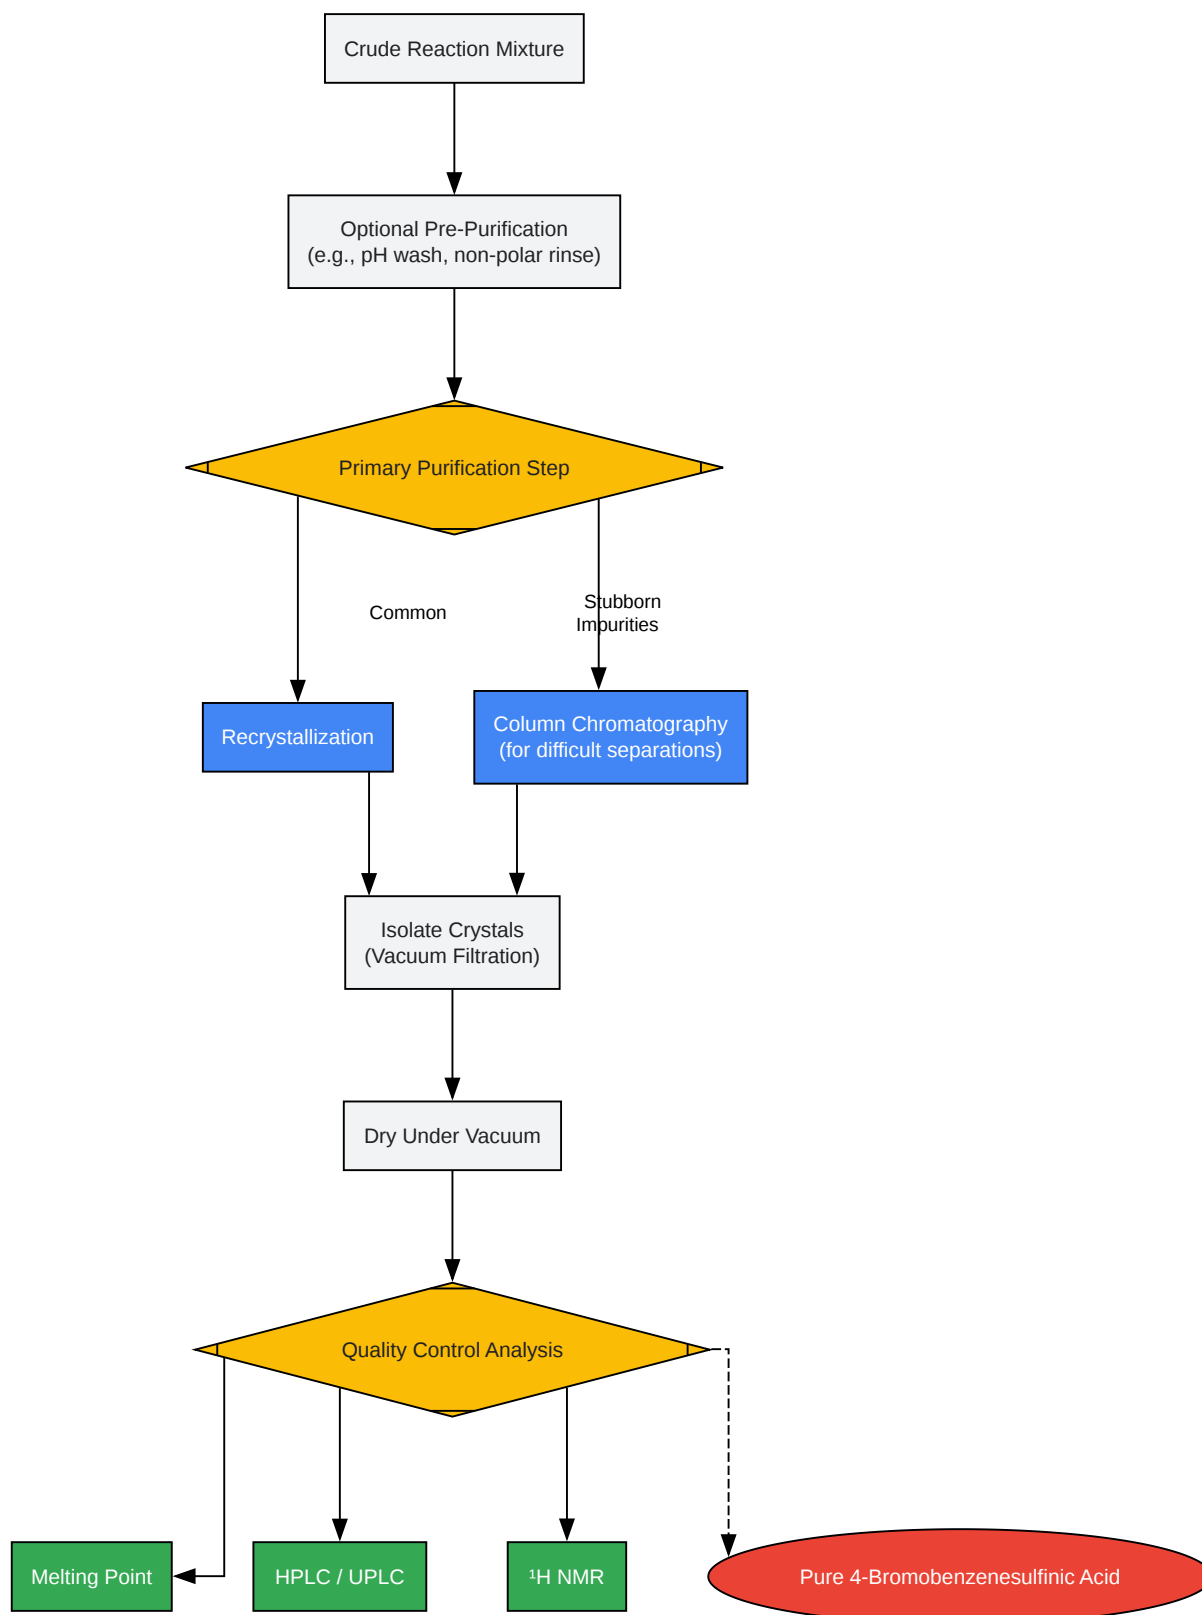 Crude Reaction Mixture
Optional Pre-Purification
(e.g., pH wash, non-polar rinse)
Primary Purification Step
Common
Stubborn
Impurities
Recrystallization
Column Chromatography
(for difficult separations)
Isolate Crystals
(Vacuum Filtration)
Dry Under Vacuum
Quality Control Analysis
Melting Point
HPLC / UPLC
¹H NMR
Pure 4-Bromobenzenesulfinic Acid